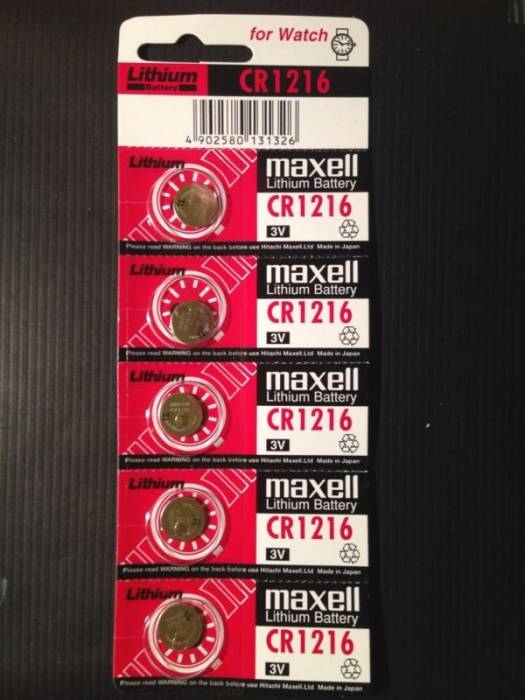 for Watch
Lithium
Battery
CR1216
4 902580 131326
Lithium
maxell
Lithium Battery
CR1216
3V
Please read WARNING on the back before use Hitachi Maxell.Ltd Made in Japan
Lithium
maxell
Lithium Battery
CR1216
3V
Please read WARNING on the back before use Hitachi Maxell.Ltd Made in Japan
Lithium
maxell
Lithium Battery
CR1216
3V
Please read WARNING on the back before use Hitachi Maxell.Ltd Made in Japan
Lithium
maxell
Lithium Battery
CR1216
3V
Please read WARNING on the back before use Hitachi Maxell.Ltd Made in Japan
Lithium
maxell
Lithium Battery
CR1216
3V
Please read WARNING on the back before use Hitachi Maxell.Ltd Made in Japan